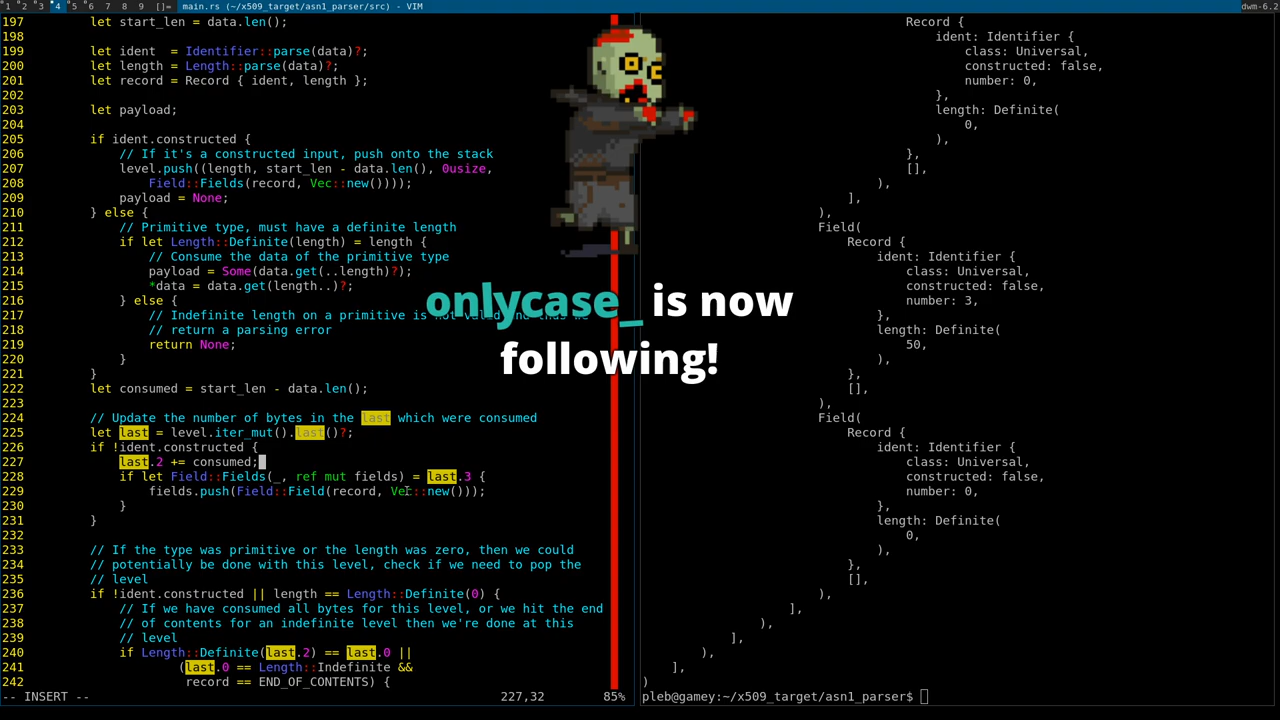 1 2 3 4 5 6 7 8 9 []= main.rs (~/x509_target/asn1_parser/src) - VIM dwm-6.2
197 let start_len = data.len();
198
199 let ident  = Identifier::parse(data)?;
200 let length = Length::parse(data)?;
201 let record = Record { ident, length };
202
203 let payload;
204
205 if ident.constructed {
206 // If it's a constructed input, push onto the stack
207 level.push((length, start_len - data.len(), 0usize,
208 Field::Fields(record, Vec::new())));
209 payload = None;
210 } else {
211 // Primitive type, must have a definite length
212 if let Length::Definite(length) = length {
213 // Consume the data of the primitive type
214 payload = Some(data.get(..length)?);
215 *data = data.get(length..)?;
216 } else {
217 // Indefinite length on a primitive is not valid and thus we
218 // return a parsing error
219 return None;
220 }
221 }
222 let consumed = start_len - data.len();
223
224 // Update the number of bytes in the last which were consumed
225 let last = level.iter_mut().last()?;
226 if !ident.constructed {
227 last.2 += consumed;
228 if let Field::Fields(_, ref mut fields) = last.3 {
229 fields.push(Field::Field(record, Vec::new()));
230 }
231 }
232
233 // If the type was primitive or the length was zero, then we could
234 // potentially be done with this level, check if we need to pop the
235 // level
236 if !ident.constructed || length == Length::Definite(0) {
237 // If we have consumed all bytes for this level, or we hit the end
238 // of contents for an indefinite level then we're done at this
239 // level
240 if Length::Definite(last.2) == last.0 ||
241 (last.0 == Length::Indefinite &&
242 record == END_OF_CONTENTS) {
-- INSERT -- 227,32 85%
onlycase_ is now
following!
Record {
ident: Identifier {
class: Universal,
constructed: false,
number: 0,
},
length: Definite(
0,
),
},
[],
),
],
),
Field(
Record {
ident: Identifier {
class: Universal,
constructed: false,
number: 3,
},
length: Definite(
50,
),
},
[],
),
Field(
Record {
ident: Identifier {
class: Universal,
constructed: false,
number: 0,
},
length: Definite(
0,
),
},
[],
),
],
),
],
),
],
)
pleb@gamey:~/x509_target/asn1_parser$